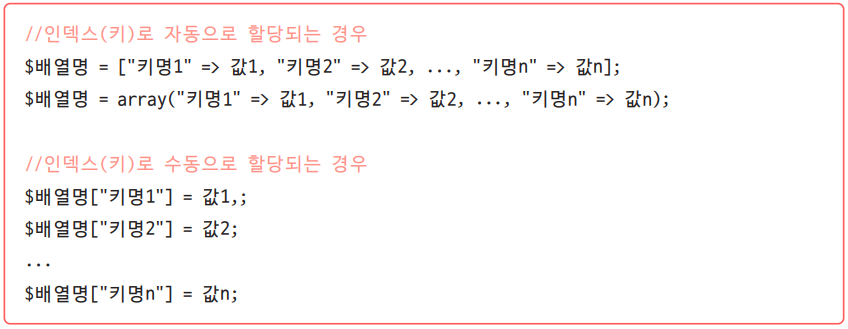 //인덱스(키)로 자동으로 할당되는 경우
$배열명 = ["키명1" => 값1, "키명2" => 값2, ..., "키명n" => 값n];
$배열명 = array("키명1" => 값1, "키명2" => 값2, ..., "키명n" => 값n);
//인덱스(키)로 수동으로 할당되는 경우
$배열명["키명1"] = 값1,;
$배열명["키명2"] = 값2;
...
$배열명["키명n"] = 값n;